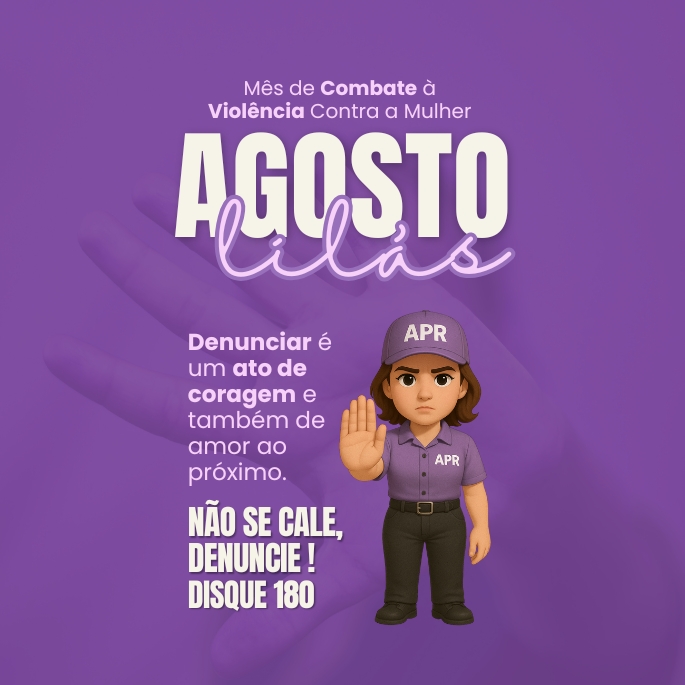 Mês de Combate à
Violência Contra a Mulher
AGOSTO
lilás
Denunciar é
um ato de
coragem e
também de
amor ao
próximo.
NÃO SE CALE,
DENUNCIE !
DISQUE 180
APR
APR